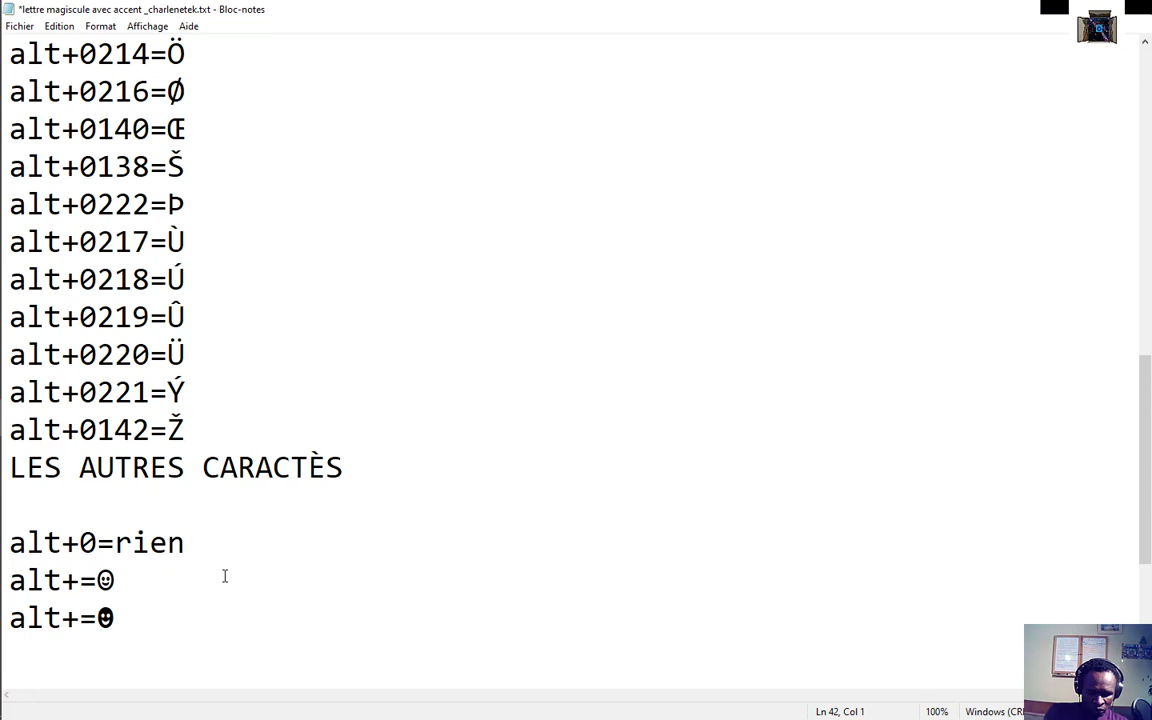 *lettre magiscule avec accent _charlenetek.txt - Bloc-notes
Fichier Edition Format Affichage Aide
alt+0214=Ö
alt+0216=Ø
alt+0140=Œ
alt+0138=Š
alt+0222=Þ
alt+0217=Ù
alt+0218=Ú
alt+0219=Û
alt+0220=Ü
alt+0221=Ý
alt+0142=Ž
LES AUTRES CARACTÈS
alt+0=rien
alt+=☺
alt+=☻
Ln 42, Col 1 100% Windows (CR